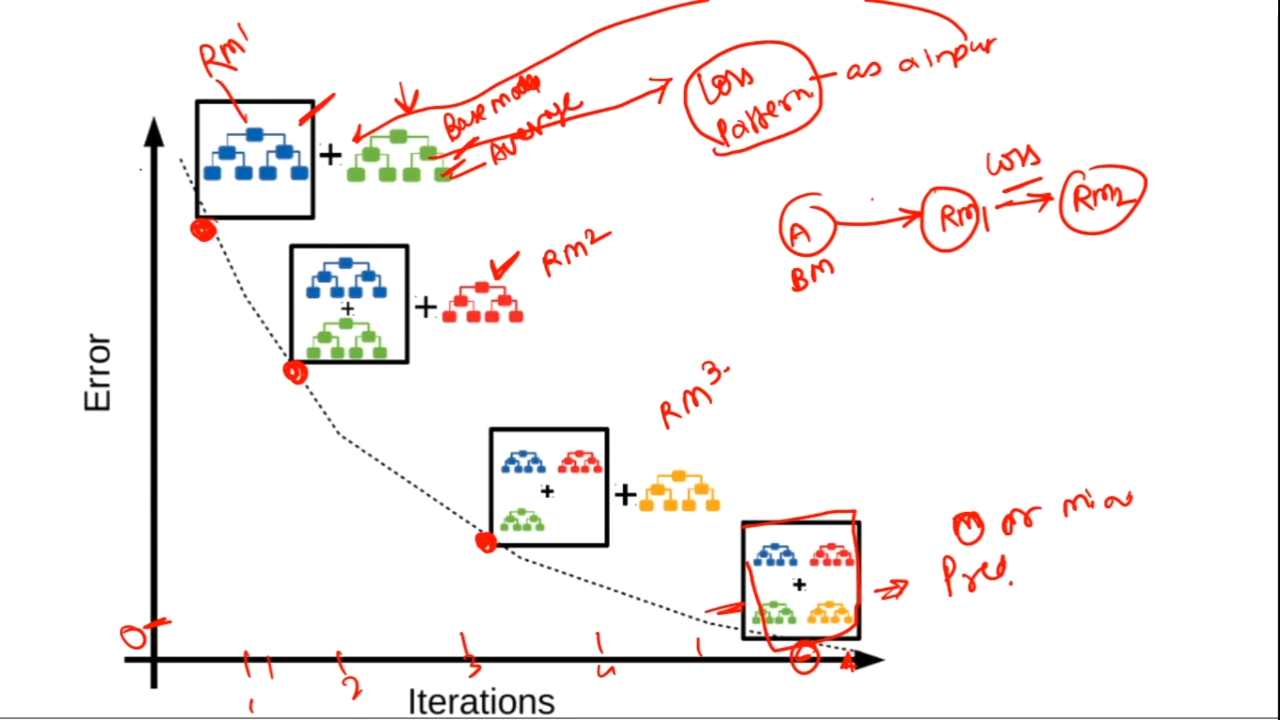 RM1
Base model
Average
Loss
Pattern
as a input
A
BM
RM1
Loss
RM2
+
+
RM2
+
Error
RM3
+
+
+
or min
Pred.
0
1
2
3
4
Iterations